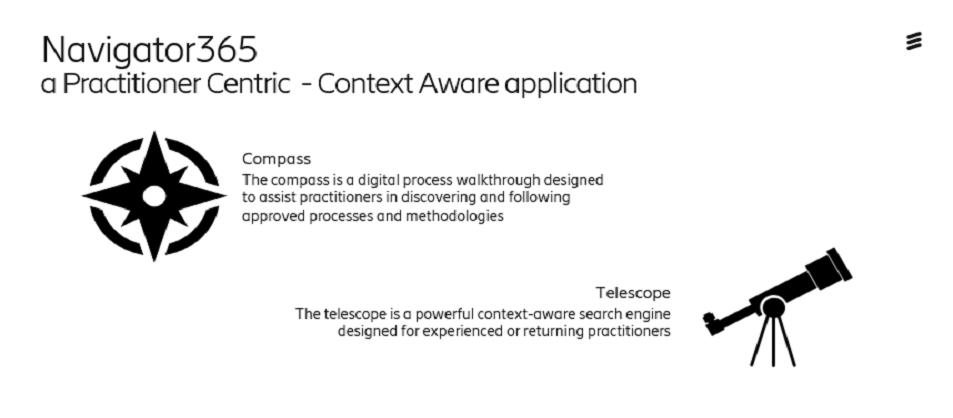 Navigator365
a Practitioner Centric - Context Aware application
Compass
The compass is a digital process walkthrough designed
to assist practitioners in discovering and following
approved processes and methodologies
Telescope
The telescope is a powerful context-aware search engine
designed for experienced or returning practitioners